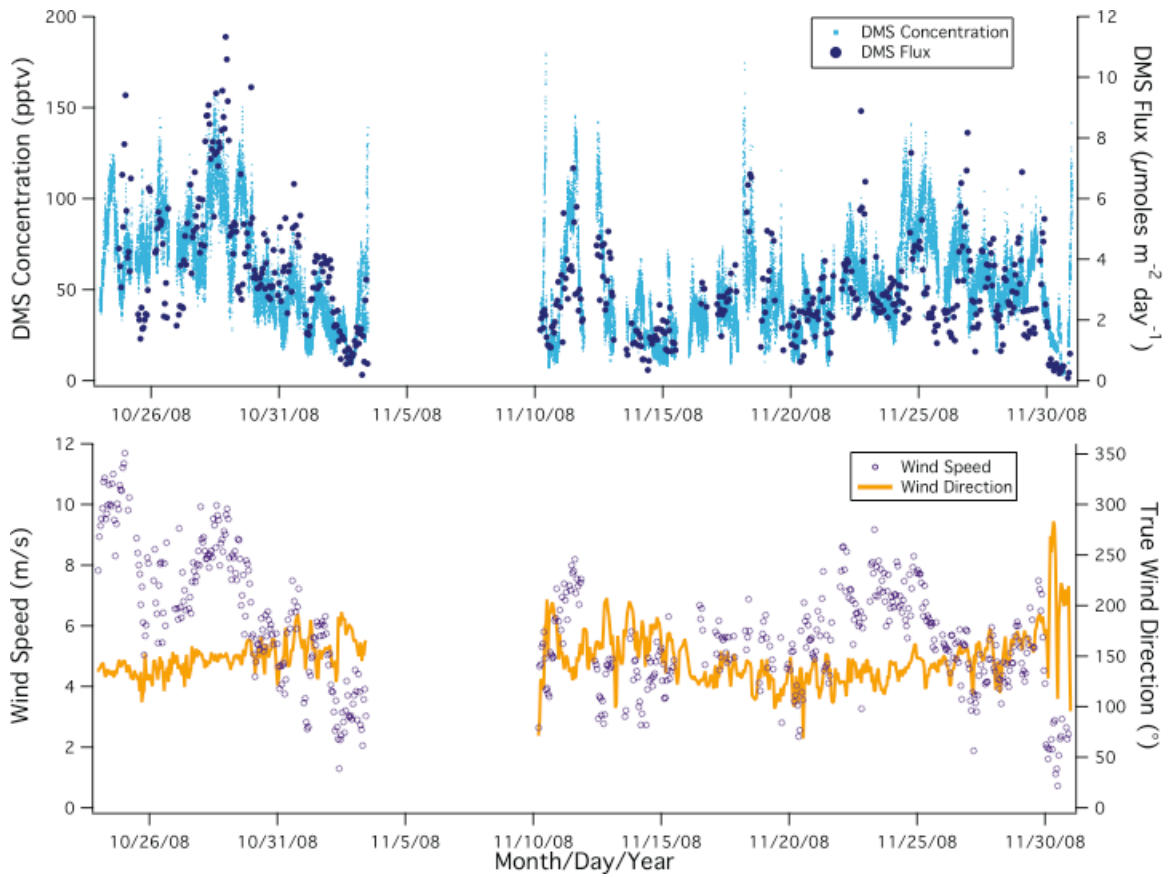 200
150
100
50
0
DMS Concentration (pptv)
DMS Concentration
DMS Flux
12
10
8
6
4
2
0
DMS Flux (µmoles m⁻² day⁻¹)
10/26/08 10/31/08 11/5/08 11/10/08 11/15/08 11/20/08 11/25/08 11/30/08
12
10
8
6
4
2
0
Wind Speed (m/s)
Wind Speed
Wind Direction
350
300
250
200
150
100
50
0
True Wind Direction (°)
10/26/08 10/31/08 11/5/08 11/10/08 11/15/08 11/20/08 11/25/08 11/30/08
Month/Day/Year